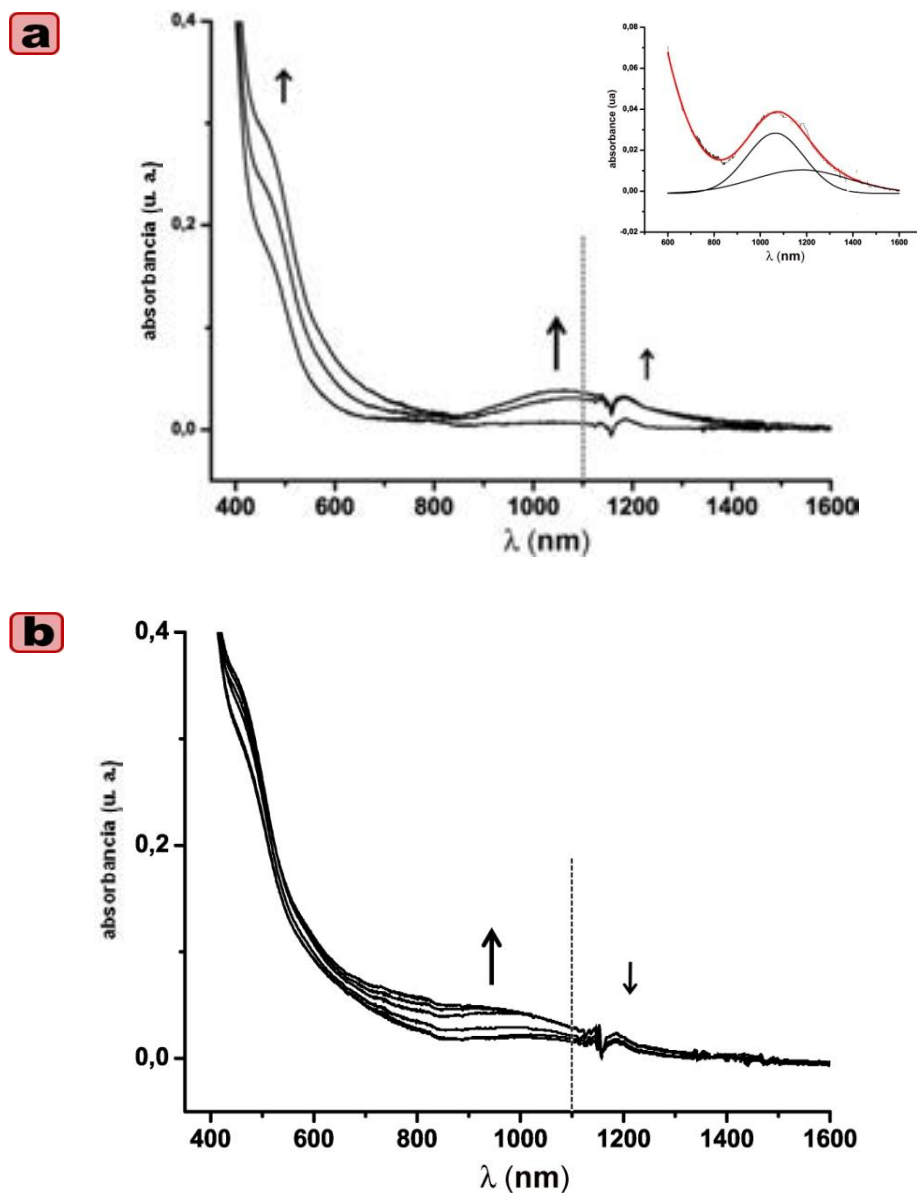 a
0,4
0,2
0,0
absorbancia (u. a.)
400 600 800 1000 1200 1400 1600
λ (nm)
0,08
0,06
0,04
0,02
0,00
-0,02
absorbance (ua)
600 800 1000 1200 1400 1600
λ (nm)
b
0,4
0,2
0,0
absorbancia (u. a.)
400 600 800 1000 1200 1400 1600
λ (nm)